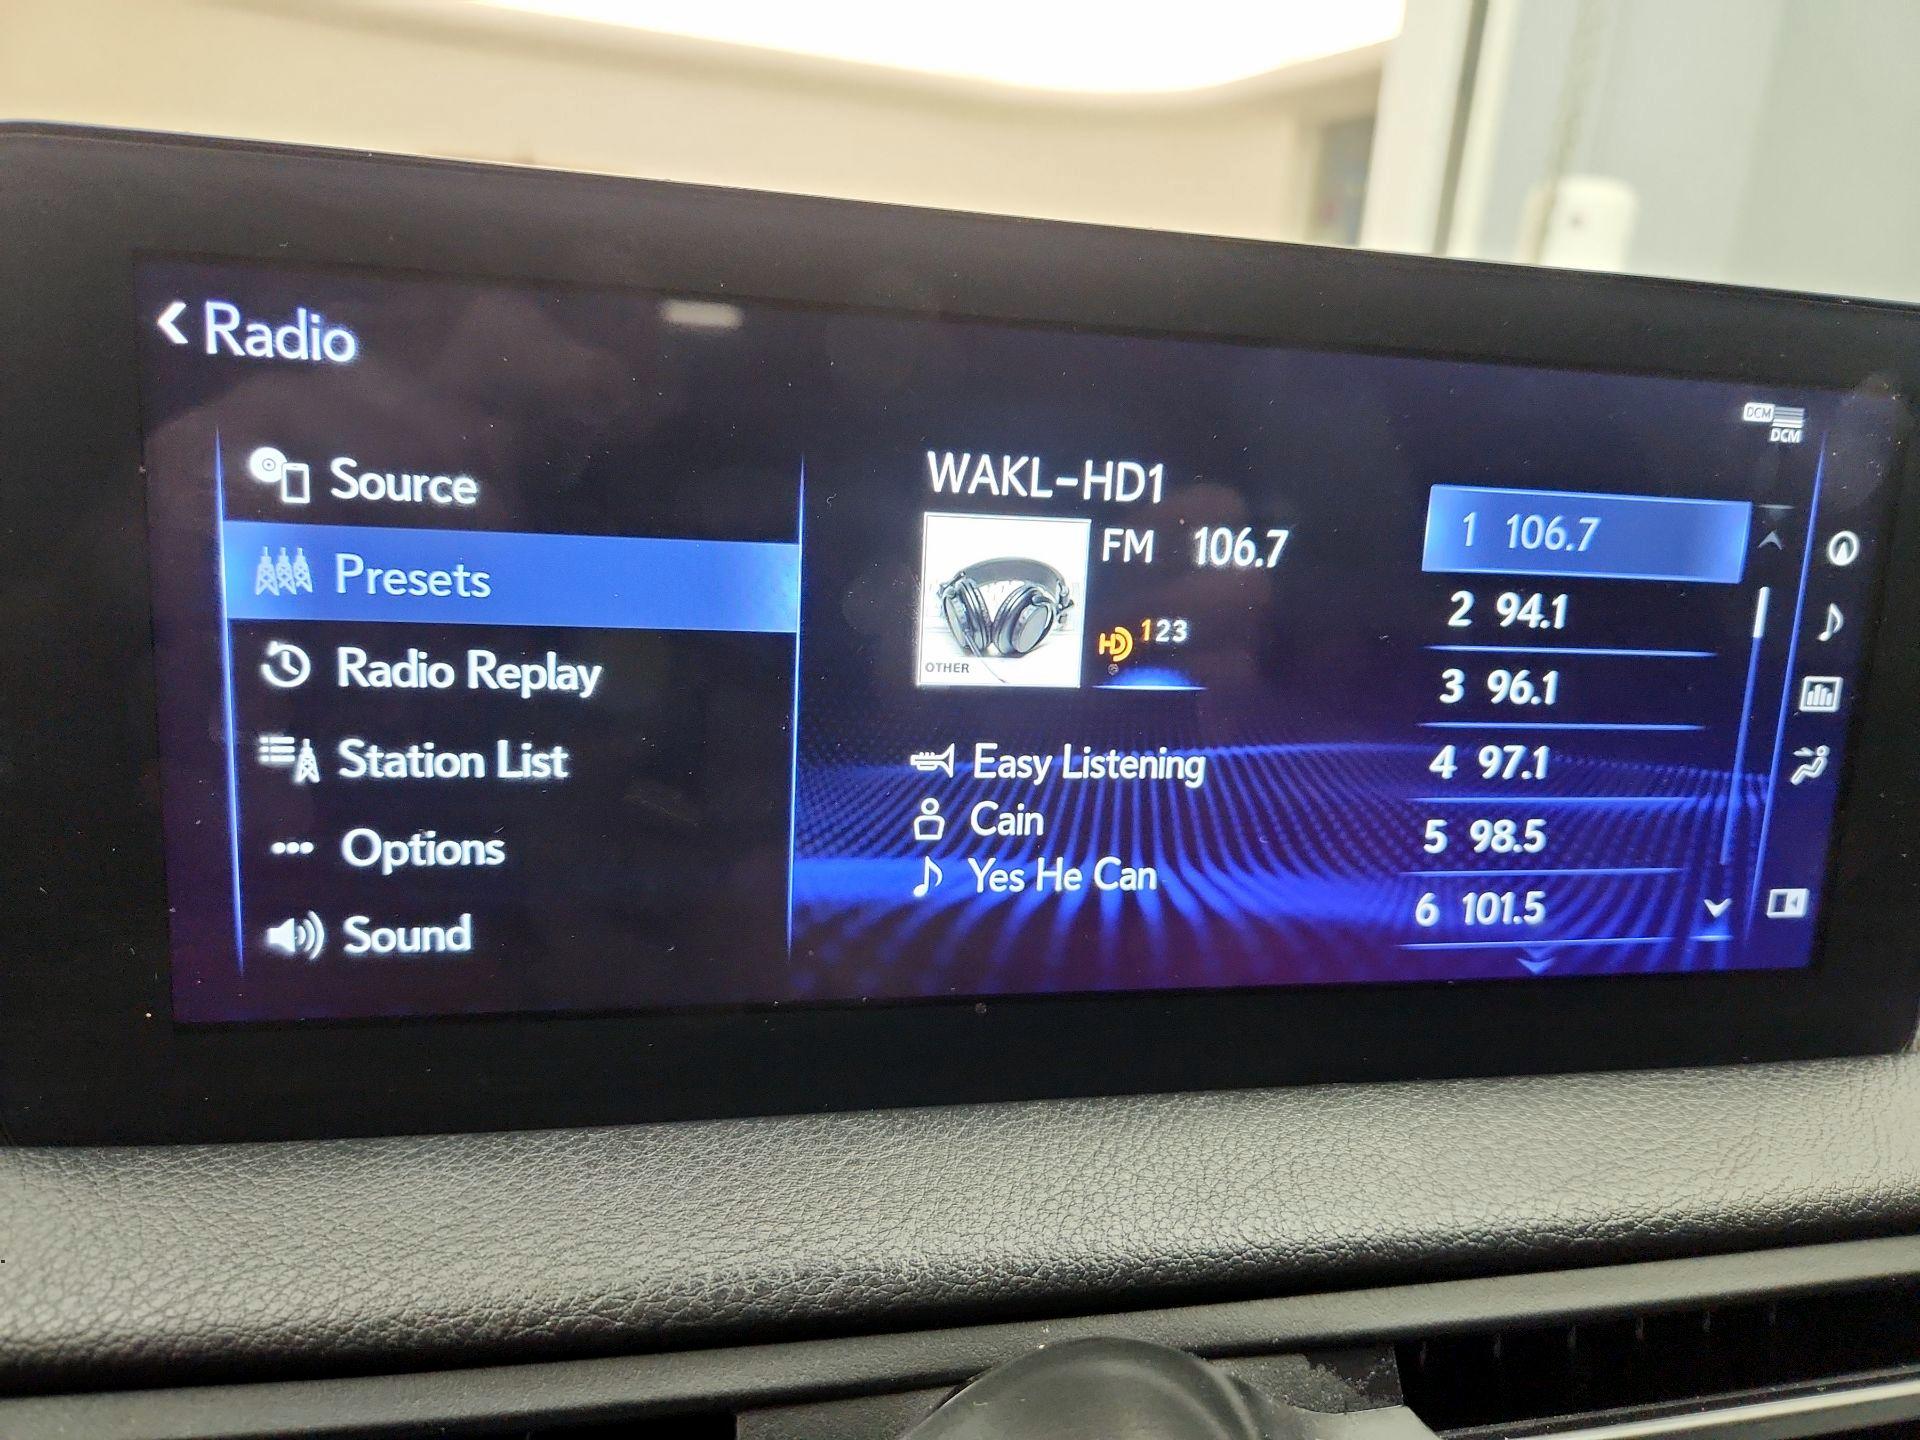 Radio
DCM
DCM
Source
Presets
Radio Replay
Station List
Options
Sound
WAKL-HD1
FM 106.7
OTHER
HD 123
Easy Listening
Cain
Yes He Can
1 106.7
2 94.1
3 96.1
4 97.1
5 98.5
6 101.5